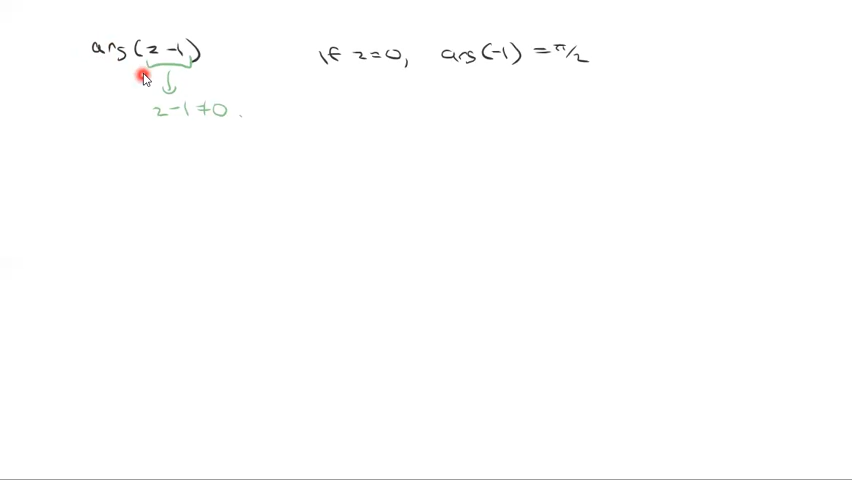 arg(z-1) If z=0, arg(-1) = π/2
z-1≠0.